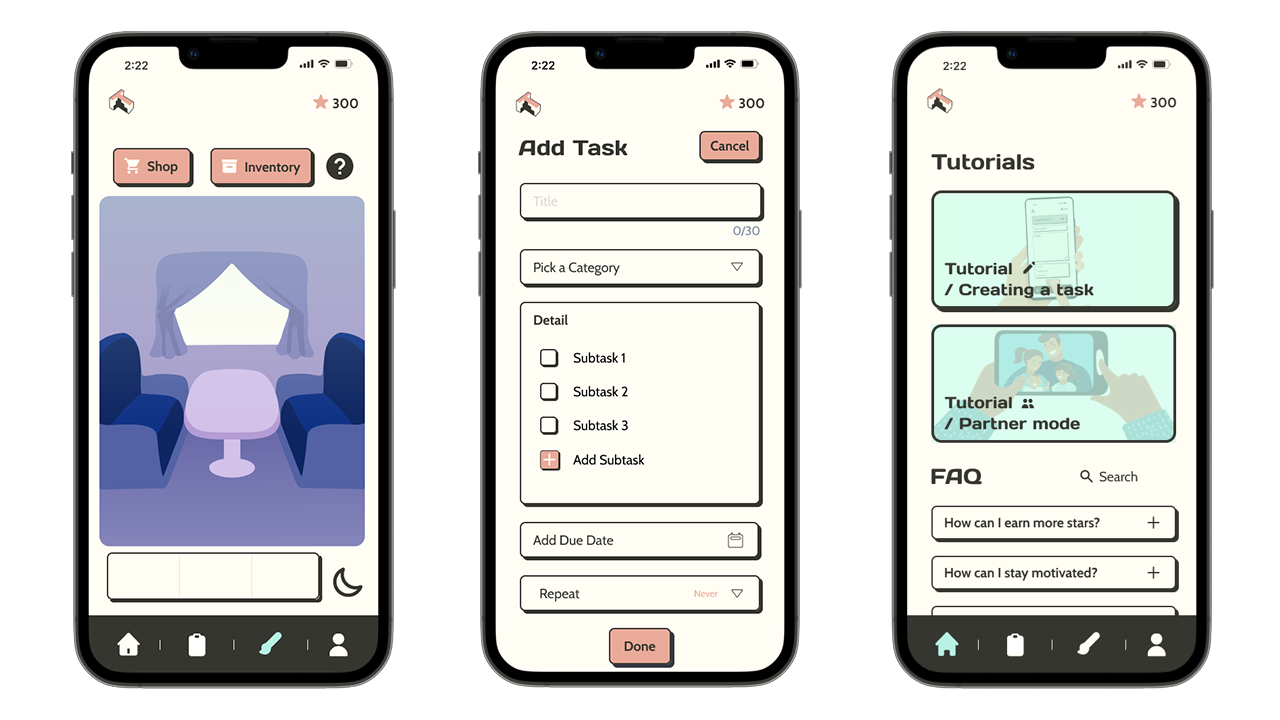 2:22
300
Shop
Inventory
?
2:22
300
Add Task
Cancel
Title
0/30
Pick a Category
Detail
Subtask 1
Subtask 2
Subtask 3
Add Subtask
Add Due Date
Repeat
Never
Done
2:22
300
Tutorials
Tutorial
/ Creating a task
Tutorial
/ Partner mode
FAQ
Search
How can I earn more stars?
How can I stay motivated?